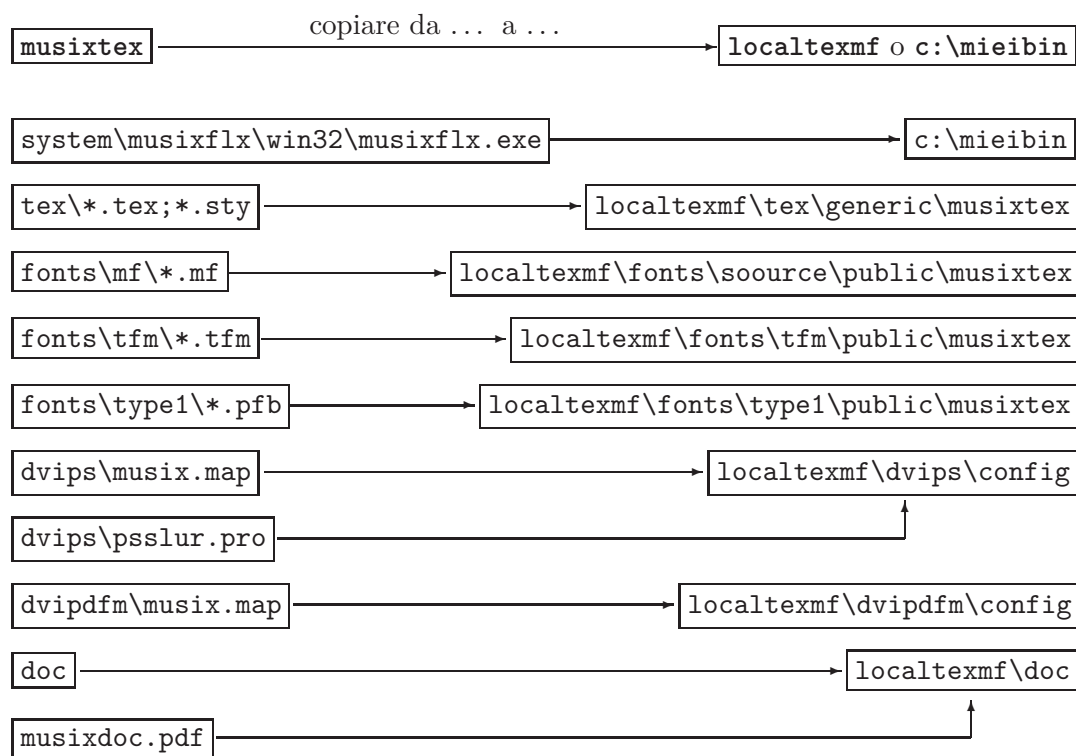 copiare da ... a ...
musixtex localtexmf o c:\mieibin
system\musixflx\win32\musixflx.exe c:\mieibin
tex\*.tex;*.sty localtexmf\tex\generic\musixtex
fonts\mf\*.mf localtexmf\fonts\soource\public\musixtex
fonts\tfm\*.tfm localtexmf\fonts\tfm\public\musixtex
fonts\type1\*.pfb localtexmf\fonts\type1\public\musixtex
dvips\musix.map localtexmf\dvips\config
dvips\psslur.pro
dvipdfm\musix.map localtexmf\dvipdfm\config
doc localtexmf\doc
musixdoc.pdf